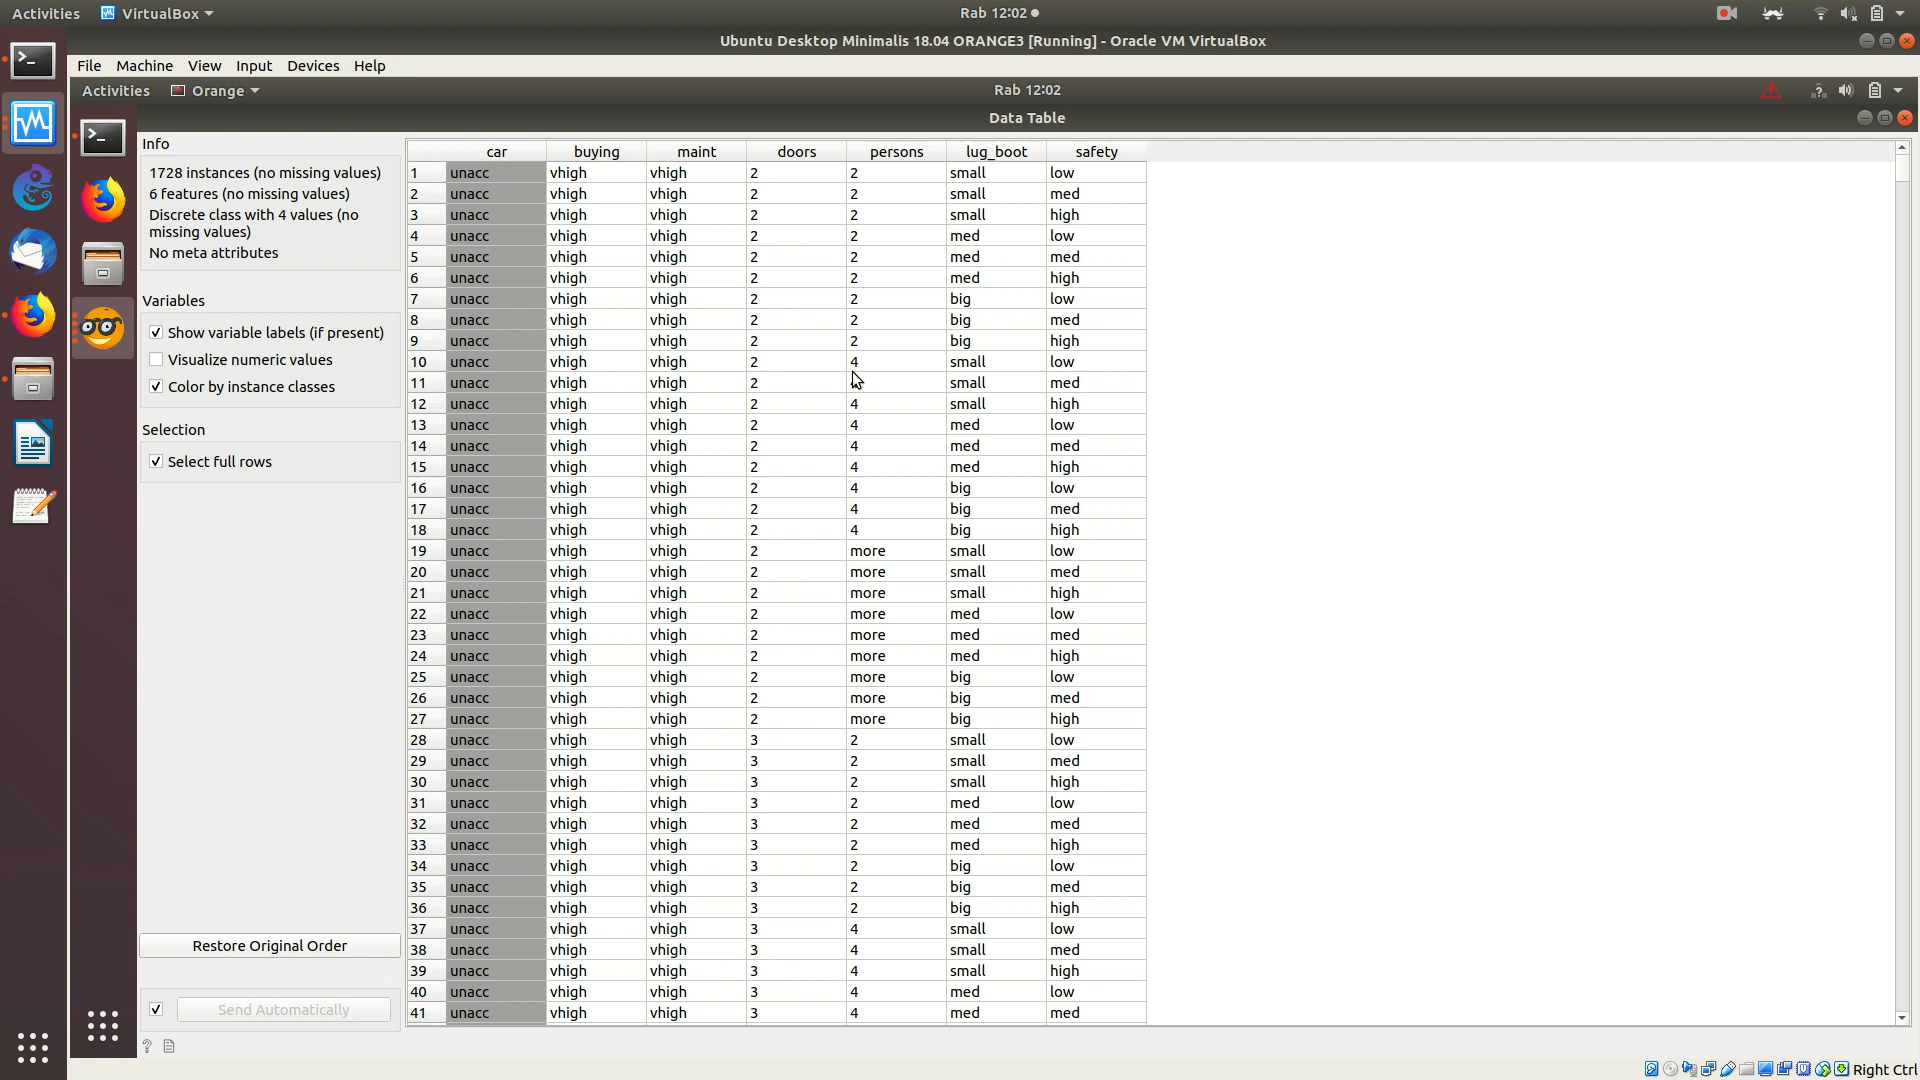 Activities VirtualBox Rab 12:02
Ubuntu Desktop Minimalis 18.04 ORANGE3 [Running] - Oracle VM VirtualBox
File Machine View Input Devices Help
Activities Orange Rab 12:02
Data Table
Info
1728 instances (no missing values)
6 features (no missing values)
Discrete class with 4 values (no
missing values)
No meta attributes
Variables
Show variable labels (if present)
Visualize numeric values
Color by instance classes
Selection
Select full rows
Restore Original Order
Send Automatically
car buying maint doors persons lug_boot safety
1 unacc vhigh vhigh 2 2 small low
2 unacc vhigh vhigh 2 2 small med
3 unacc vhigh vhigh 2 2 small high
4 unacc vhigh vhigh 2 2 med low
5 unacc vhigh vhigh 2 2 med med
6 unacc vhigh vhigh 2 2 med high
7 unacc vhigh vhigh 2 2 big low
8 unacc vhigh vhigh 2 2 big med
9 unacc vhigh vhigh 2 2 big high
10 unacc vhigh vhigh 2 4 small low
11 unacc vhigh vhigh 2 small med
12 unacc vhigh vhigh 2 4 small high
13 unacc vhigh vhigh 2 4 med low
14 unacc vhigh vhigh 2 4 med med
15 unacc vhigh vhigh 2 4 med high
16 unacc vhigh vhigh 2 4 big low
17 unacc vhigh vhigh 2 4 big med
18 unacc vhigh vhigh 2 4 big high
19 unacc vhigh vhigh 2 more small low
20 unacc vhigh vhigh 2 more small med
21 unacc vhigh vhigh 2 more small high
22 unacc vhigh vhigh 2 more med low
23 unacc vhigh vhigh 2 more med med
24 unacc vhigh vhigh 2 more med high
25 unacc vhigh vhigh 2 more big low
26 unacc vhigh vhigh 2 more big med
27 unacc vhigh vhigh 2 more big high
28 unacc vhigh vhigh 3 2 small low
29 unacc vhigh vhigh 3 2 small med
30 unacc vhigh vhigh 3 2 small high
31 unacc vhigh vhigh 3 2 med low
32 unacc vhigh vhigh 3 2 med med
33 unacc vhigh vhigh 3 2 med high
34 unacc vhigh vhigh 3 2 big low
35 unacc vhigh vhigh 3 2 big med
36 unacc vhigh vhigh 3 2 big high
37 unacc vhigh vhigh 3 4 small low
38 unacc vhigh vhigh 3 4 small med
39 unacc vhigh vhigh 3 4 small high
40 unacc vhigh vhigh 3 4 med low
41 unacc vhigh vhigh 3 4 med med
Right Ctrl